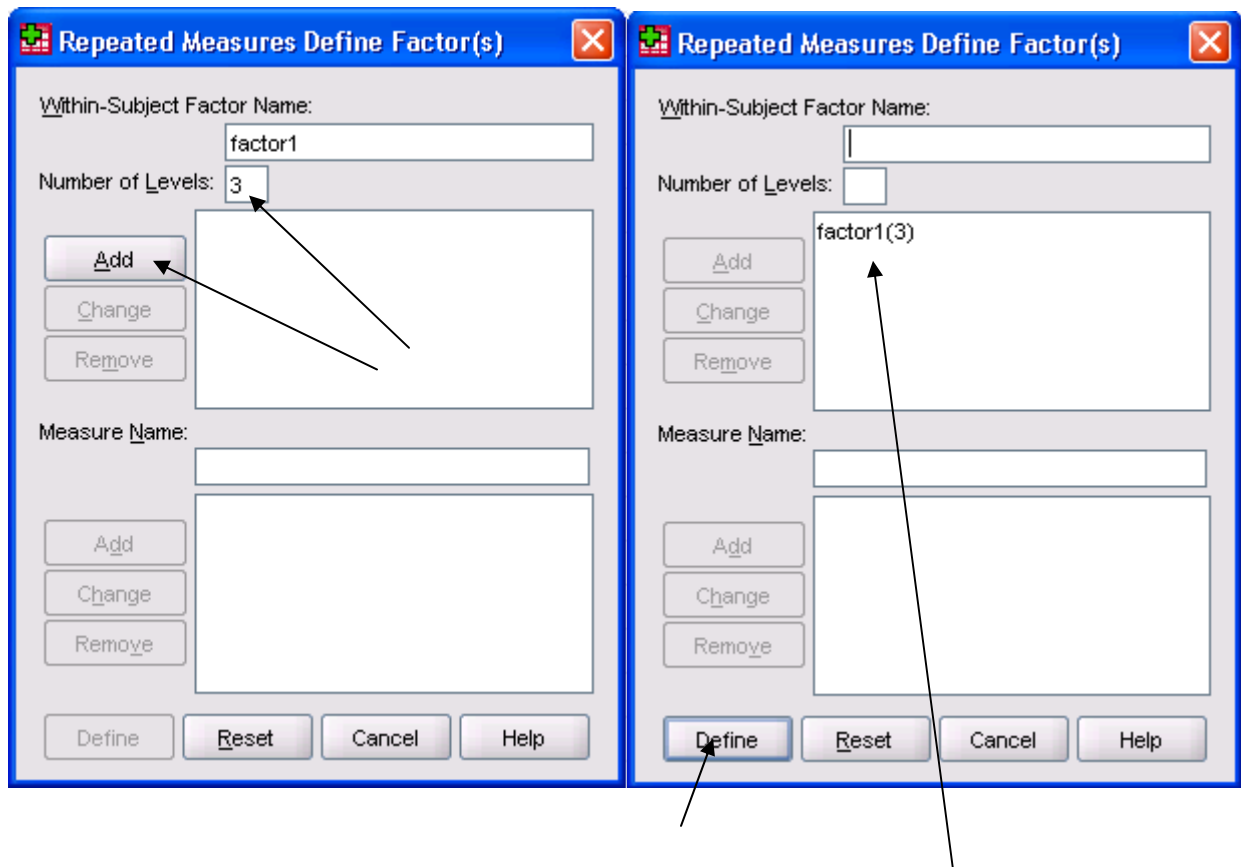 Repeated Measures Define Factor(s)
Within-Subject Factor Name:
factor1
Number of Levels: 3
Add
Change
Remove
Measure Name:
Add
Change
Remove
Define Reset Cancel Help
Repeated Measures Define Factor(s)
Within-Subject Factor Name:
Number of Levels:
factor1(3)
Add
Change
Remove
Measure Name:
Add
Change
Remove
Define Reset Cancel Help